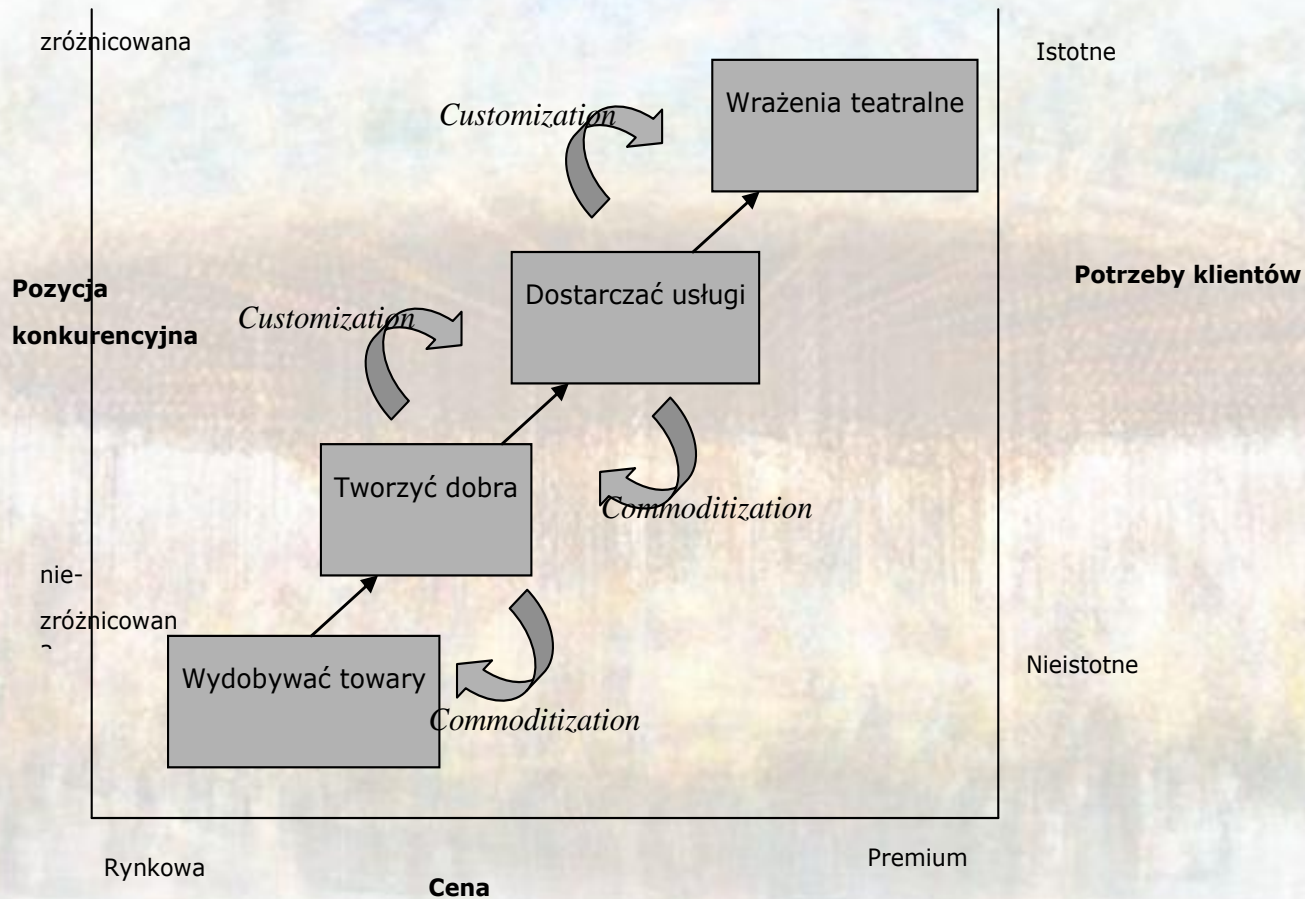 zróżnicowana
Istotne
Wrażenia teatralne
Customization
Pozycja
konkurencyjna
Potrzeby klientów
Dostarczać usługi
Customization
Tworzyć dobra
Commoditization
nie-
zróżnicowan
Wydobywać towary
Nieistotne
Commoditization
Rynkowa
Premium
Cena